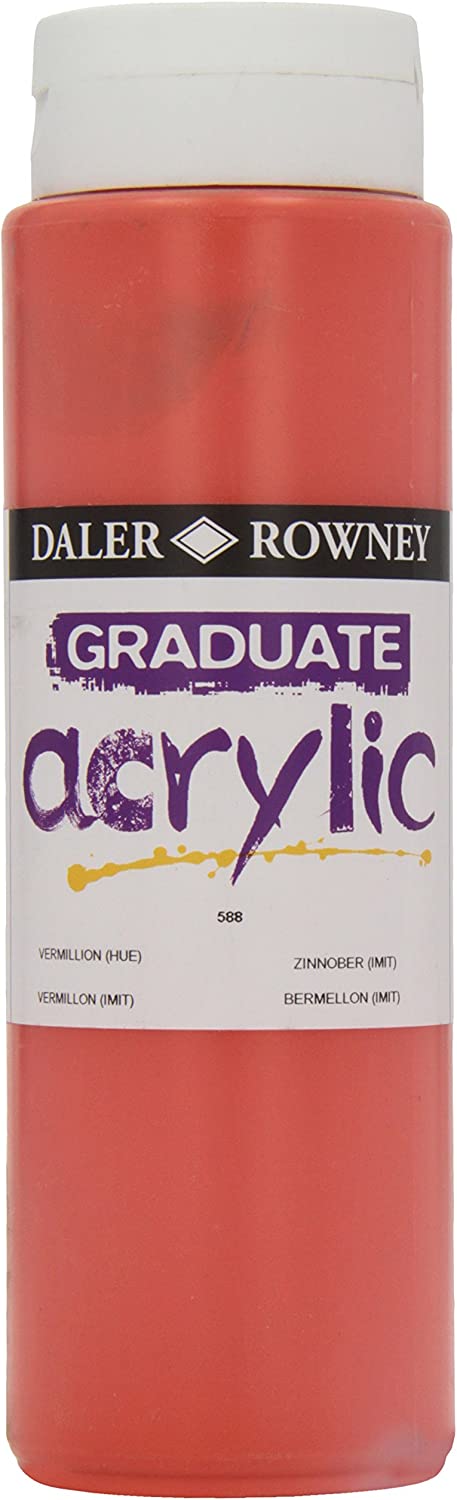 DALER ROWNEY
GRADUATE
acrylic
588
VERMILLION (HUE) ZINNOBER (IMIT)
VERMILLON (IMIT) BERMELLON (IMIT)